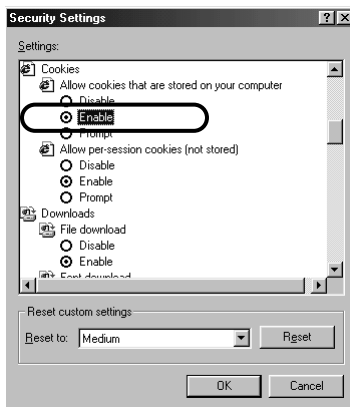 Security Settings
Settings:
Cookies
Allow cookies that are stored on your computer
Disable
Enable
Prompt
Allow per-session cookies (not stored)
Disable
Enable
Prompt
Downloads
File download
Disable
Enable
Font download
Reset custom settings
Reset to: Medium Reset
OK Cancel